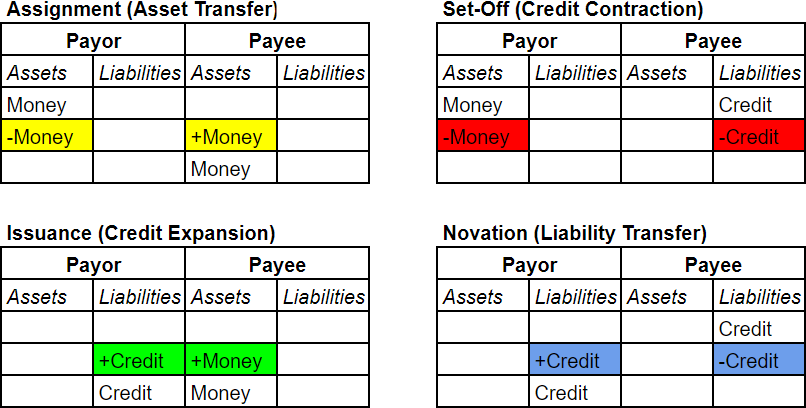 Assignment (Asset Transfer)
Payor Payee
Assets Liabilities Assets Liabilities
Money
-Money +Money
Money
Set-Off (Credit Contraction)
Payor Payee
Assets Liabilities Assets Liabilities
Money Credit
-Money -Credit
Issuance (Credit Expansion)
Payor Payee
Assets Liabilities Assets Liabilities
+Credit +Money
Credit Money
Novation (Liability Transfer)
Payor Payee
Assets Liabilities Assets Liabilities
Credit
+Credit -Credit
Credit